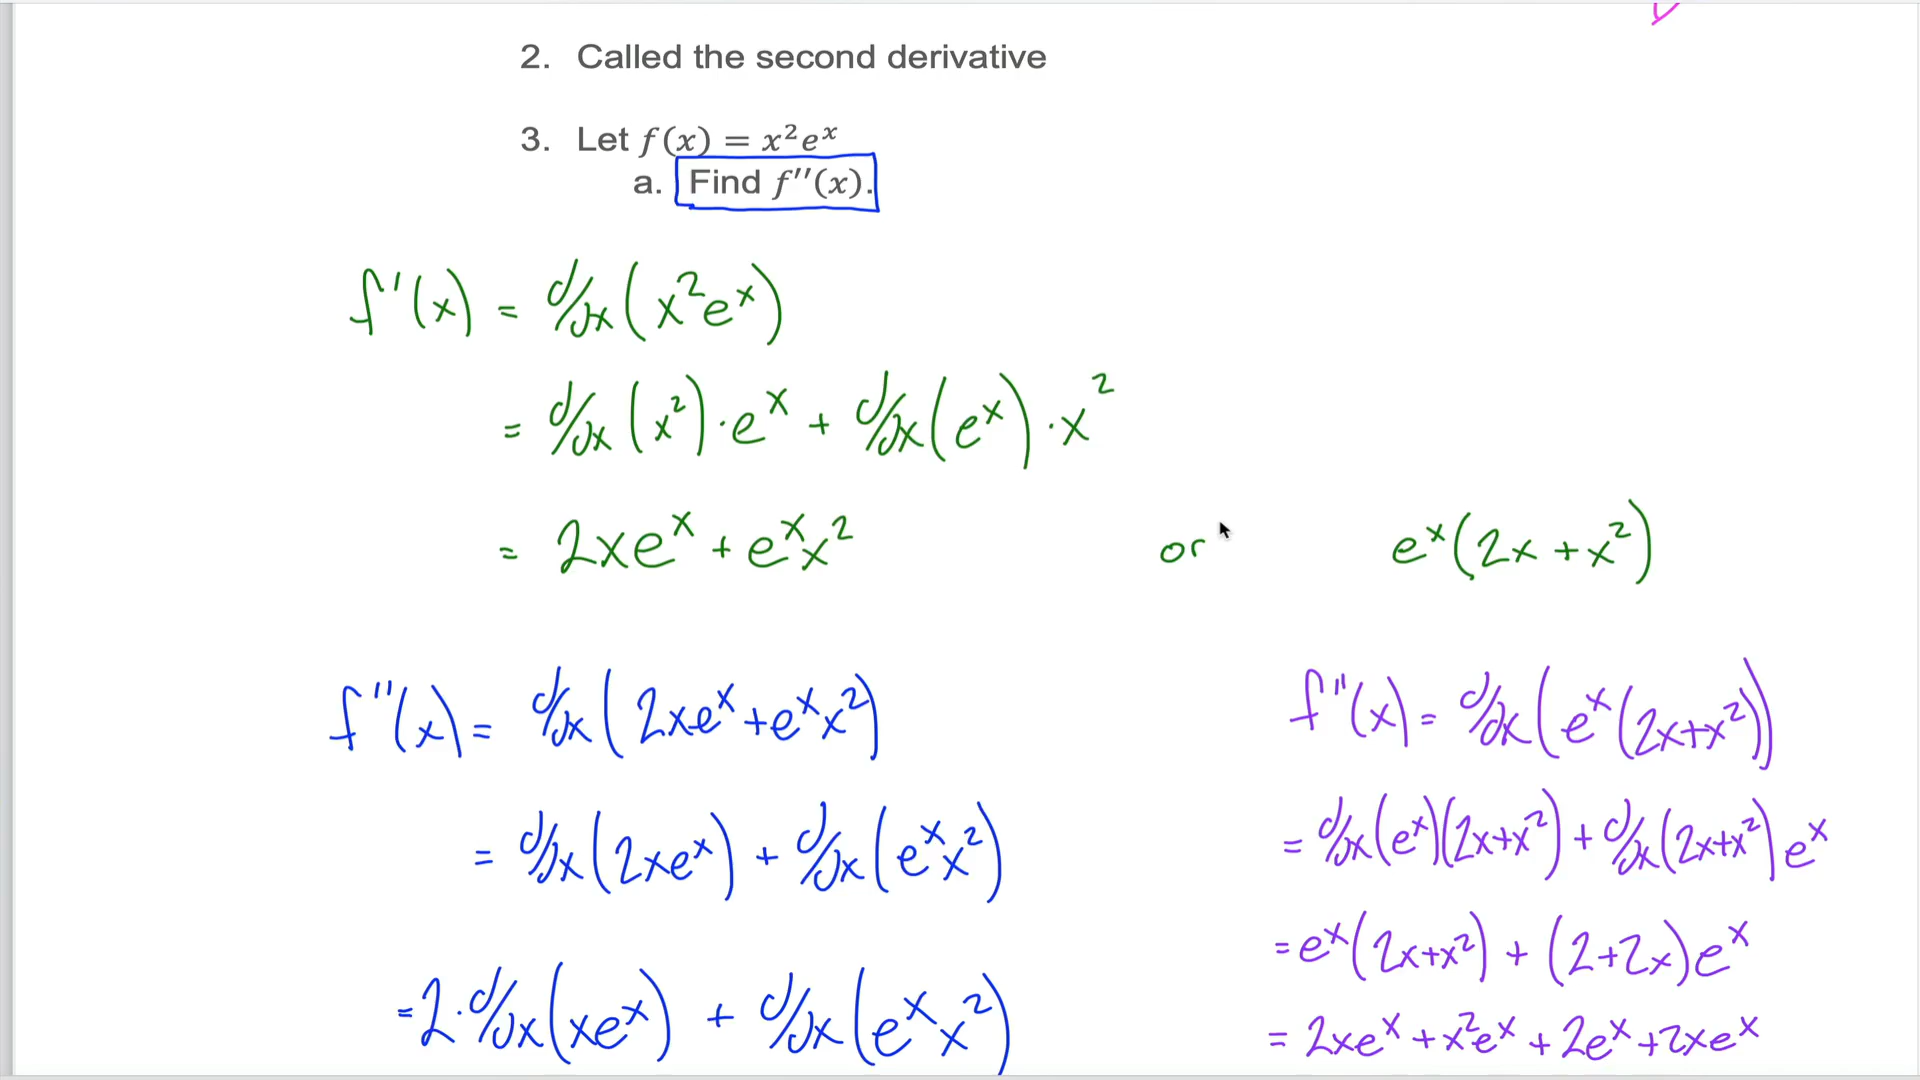 2. Called the second derivative
3. Let f(x) = x²eˣ
a. Find f′′(x).
f'(x) = d/dx(x²eˣ)
= d/dx(x²)·eˣ + d/dx(eˣ)·x²
= 2xeˣ + eˣx² or eˣ(2x + x²)
f''(x) = d/dx(2xeˣ + eˣx²)
= d/dx(2xeˣ) + d/dx(eˣx²)
= 2·d/dx(xeˣ) + d/dx(eˣx²)
f''(x) = d/dx(eˣ(2x+x²))
= d/dx(eˣ)(2x+x²) + d/dx(2x+x²)eˣ
= eˣ(2x+x²) + (2+2x)eˣ
= 2xeˣ + x²eˣ + 2eˣ + 2xeˣ